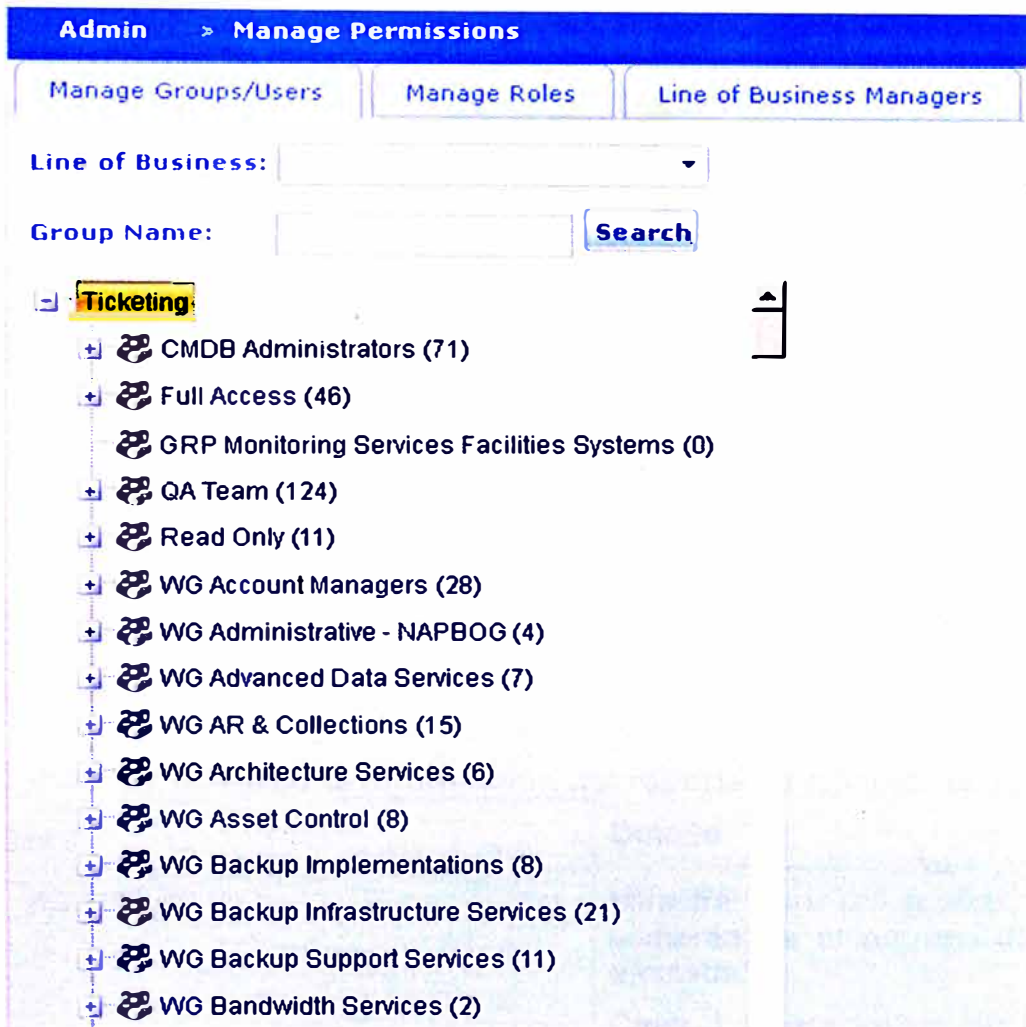 Admin > Manage Permissions
Manage Groups/Users Manage Roles Line of Business Managers
Line of Business:
Group Name: Search
Ticketing
CMDB Administrators (71)
Full Access (46)
GRP Monitoring Services Facilities Systems (0)
QA Team (124)
Read Only (11)
WG Account Managers (28)
WG Administrative - NAPBOG (4)
WG Advanced Data Services (7)
WG AR & Collections (15)
WG Architecture Services (6)
WG Asset Control (8)
WG Backup Implementations (8)
WG Backup Infrastructure Services (21)
WG Backup Support Services (11)
WG Bandwidth Services (2)